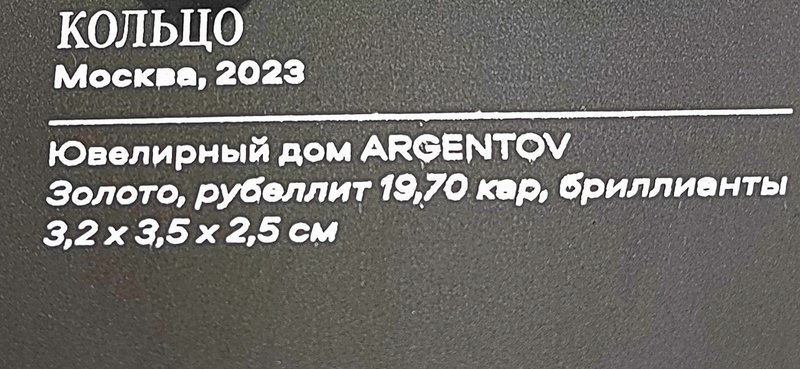 КОЛЬЦО
Москва, 2023
Ювелирный дом ARGENTOV
Золото, рубеллит 19,70 кар, бриллианты
3,2 x 3,5 x 2,5 см